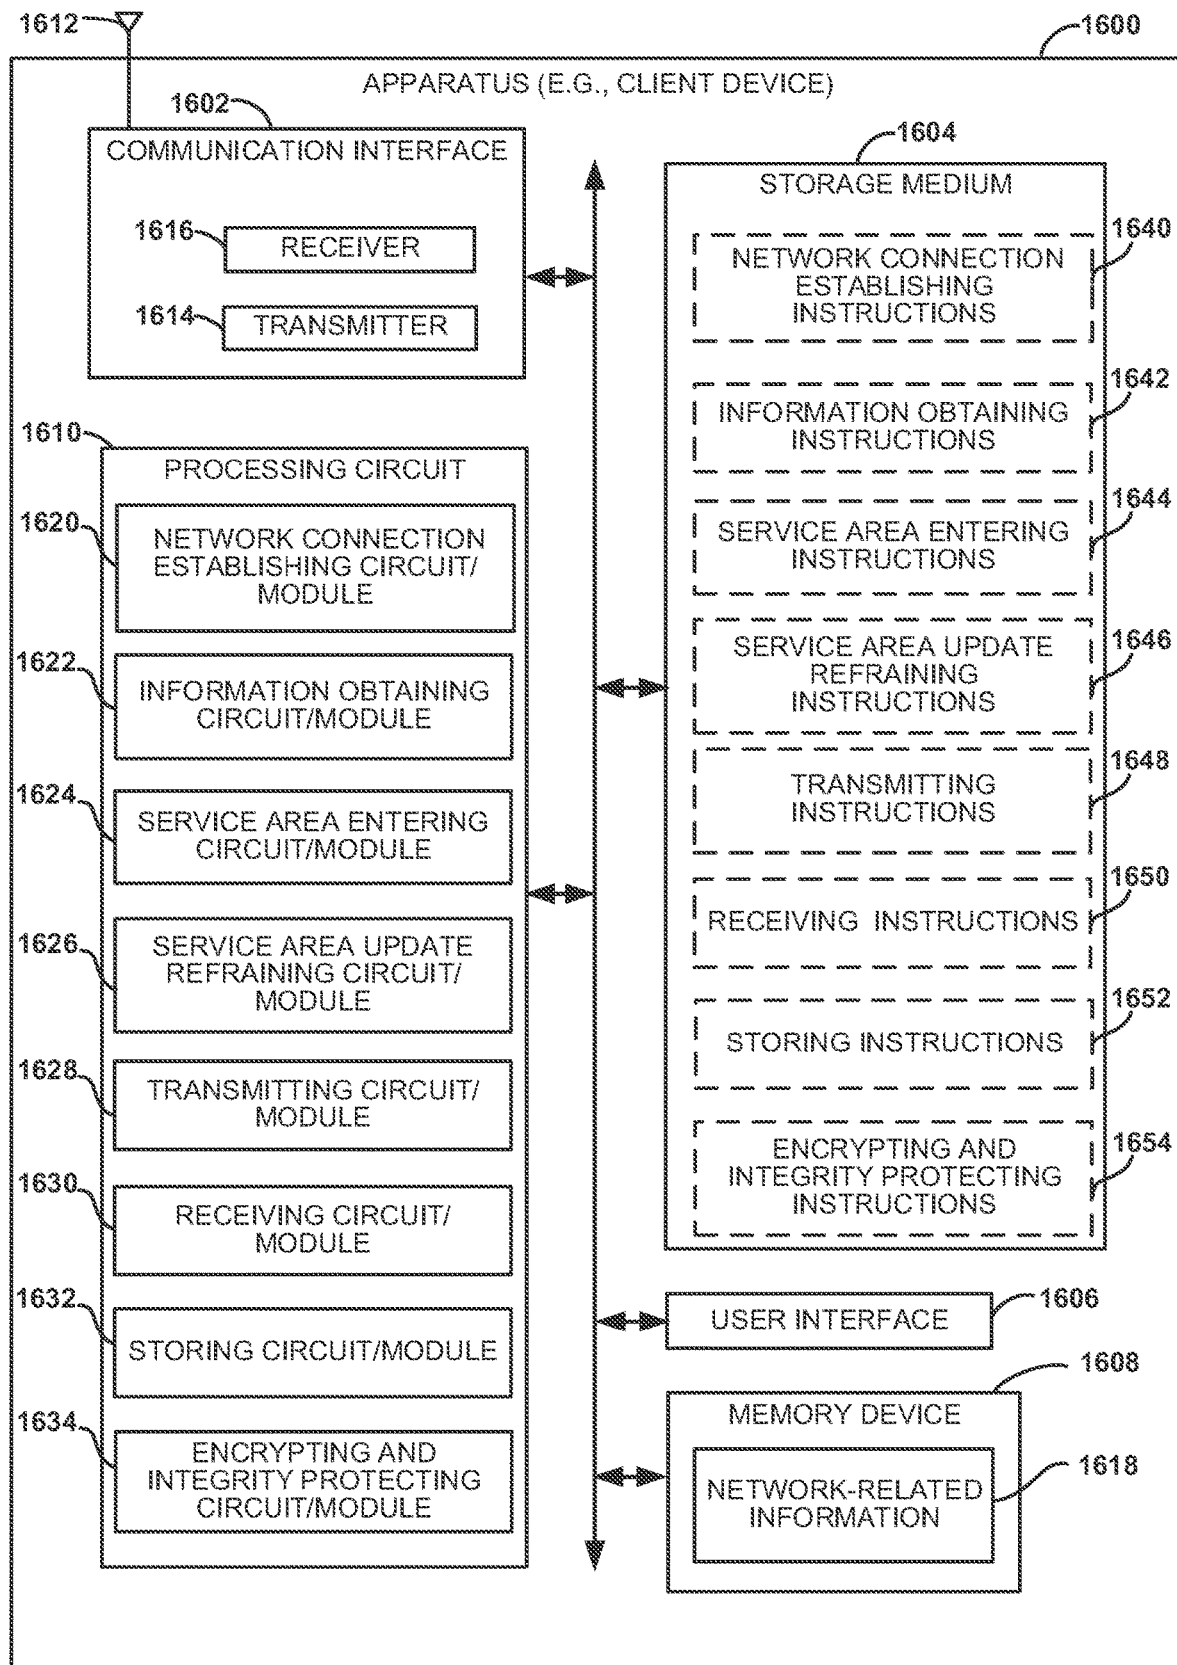 1612
1600
APPARATUS (E.G., CLIENT DEVICE)
1602
COMMUNICATION INTERFACE
1616
RECEIVER
1614
TRANSMITTER
1610
PROCESSING CIRCUIT
1620
NETWORK CONNECTION
ESTABLISHING CIRCUIT/
MODULE
1622
INFORMATION OBTAINING
CIRCUIT/MODULE
1624
SERVICE AREA ENTERING
CIRCUIT/MODULE
1626
SERVICE AREA UPDATE
REFRAINING CIRCUIT/
MODULE
1628
TRANSMITTING CIRCUIT/
MODULE
1630
RECEIVING CIRCUIT/
MODULE
1632
STORING CIRCUIT/MODULE
1634
ENCRYPTING AND
INTEGRITY PROTECTING
CIRCUIT/MODULE
1604
STORAGE MEDIUM
1640
NETWORK CONNECTION
ESTABLISHING
INSTRUCTIONS
1642
INFORMATION OBTAINING
INSTRUCTIONS
1644
SERVICE AREA ENTERING
INSTRUCTIONS
1646
SERVICE AREA UPDATE
REFRAINING
INSTRUCTIONS
1648
TRANSMITTING
INSTRUCTIONS
1650
RECEIVING INSTRUCTIONS
1652
STORING INSTRUCTIONS
1654
ENCRYPTING AND
INTEGRITY PROTECTING
INSTRUCTIONS
1606
USER INTERFACE
1608
MEMORY DEVICE
1618
NETWORK-RELATED
INFORMATION